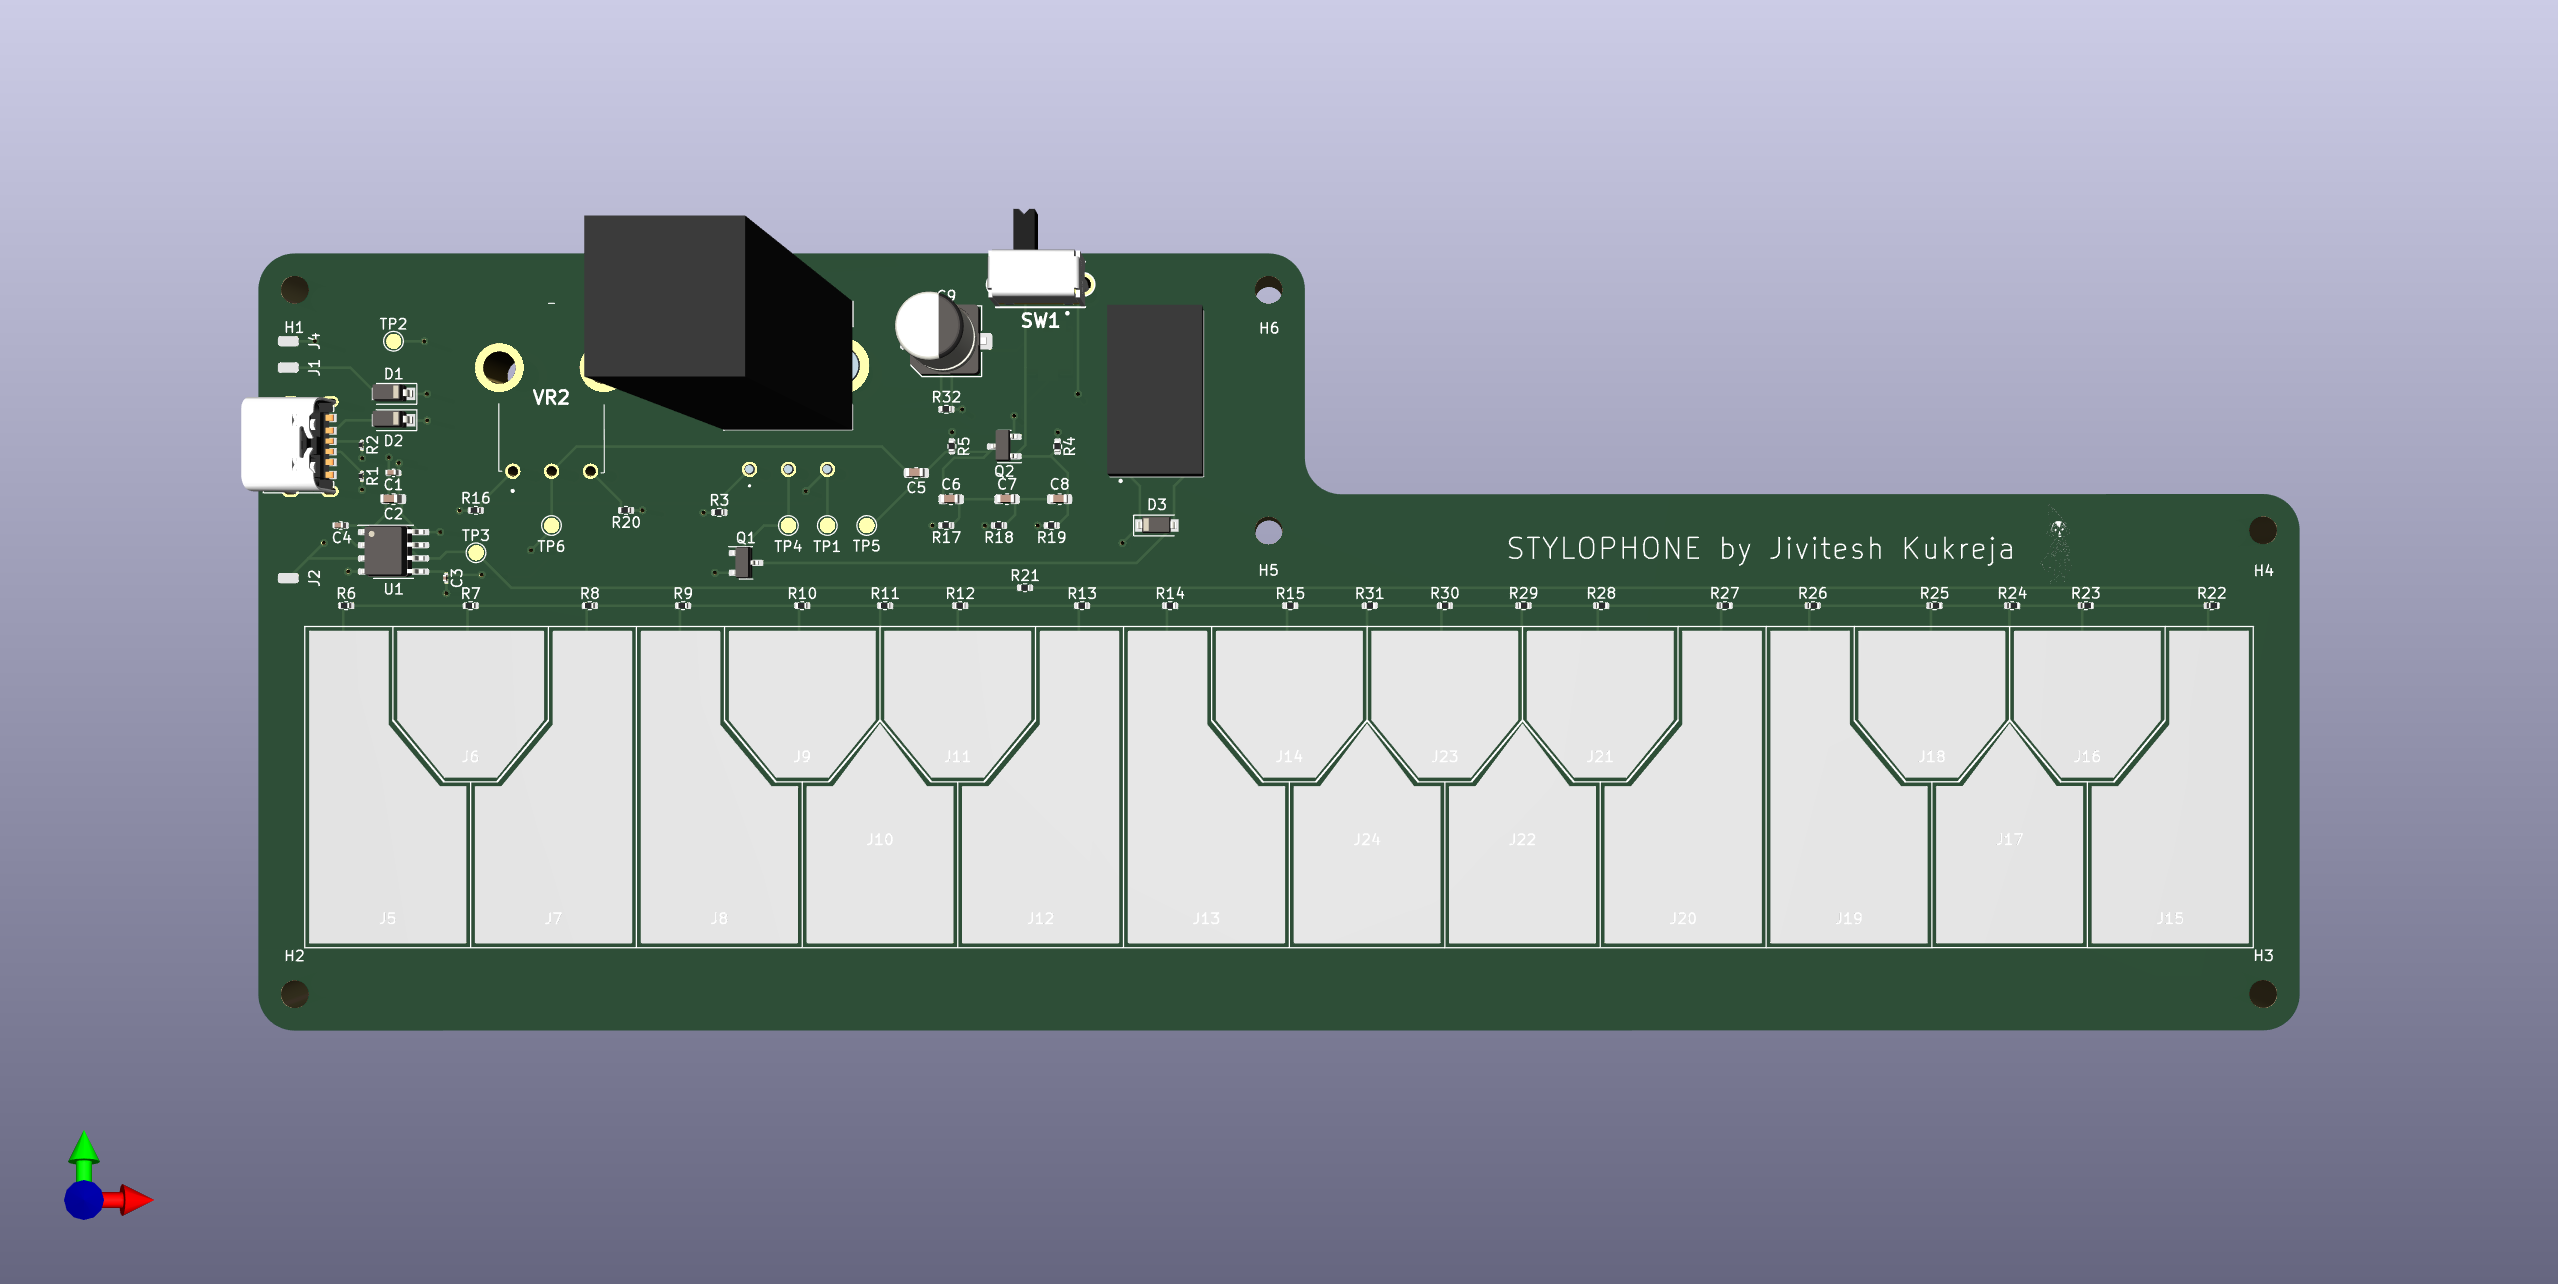 C9
SW1
H1
J4
TP2
H6
J1
D1
VR2
R32
D2
R2
R5
Q2
R4
R1
C1
C5
C6
C7
C8
R16
R3
D3
C2
R20
C4
TP3
TP6
Q1
TP4
TP1
TP5
R17
R18
R19
STYLOPHONE by Jivitesh Kukreja
H5
H4
J2
U1
C3
R21
R6
R7
R8
R9
R10
R11
R12
R13
R14
R15
R31
R30
R29
R28
R27
R26
R25
R24
R23
R22
J6
J9
J11
J14
J23
J21
J18
J16
J10
J24
J22
J17
J5
J7
J8
J12
J13
J20
J19
J15
H2
H3